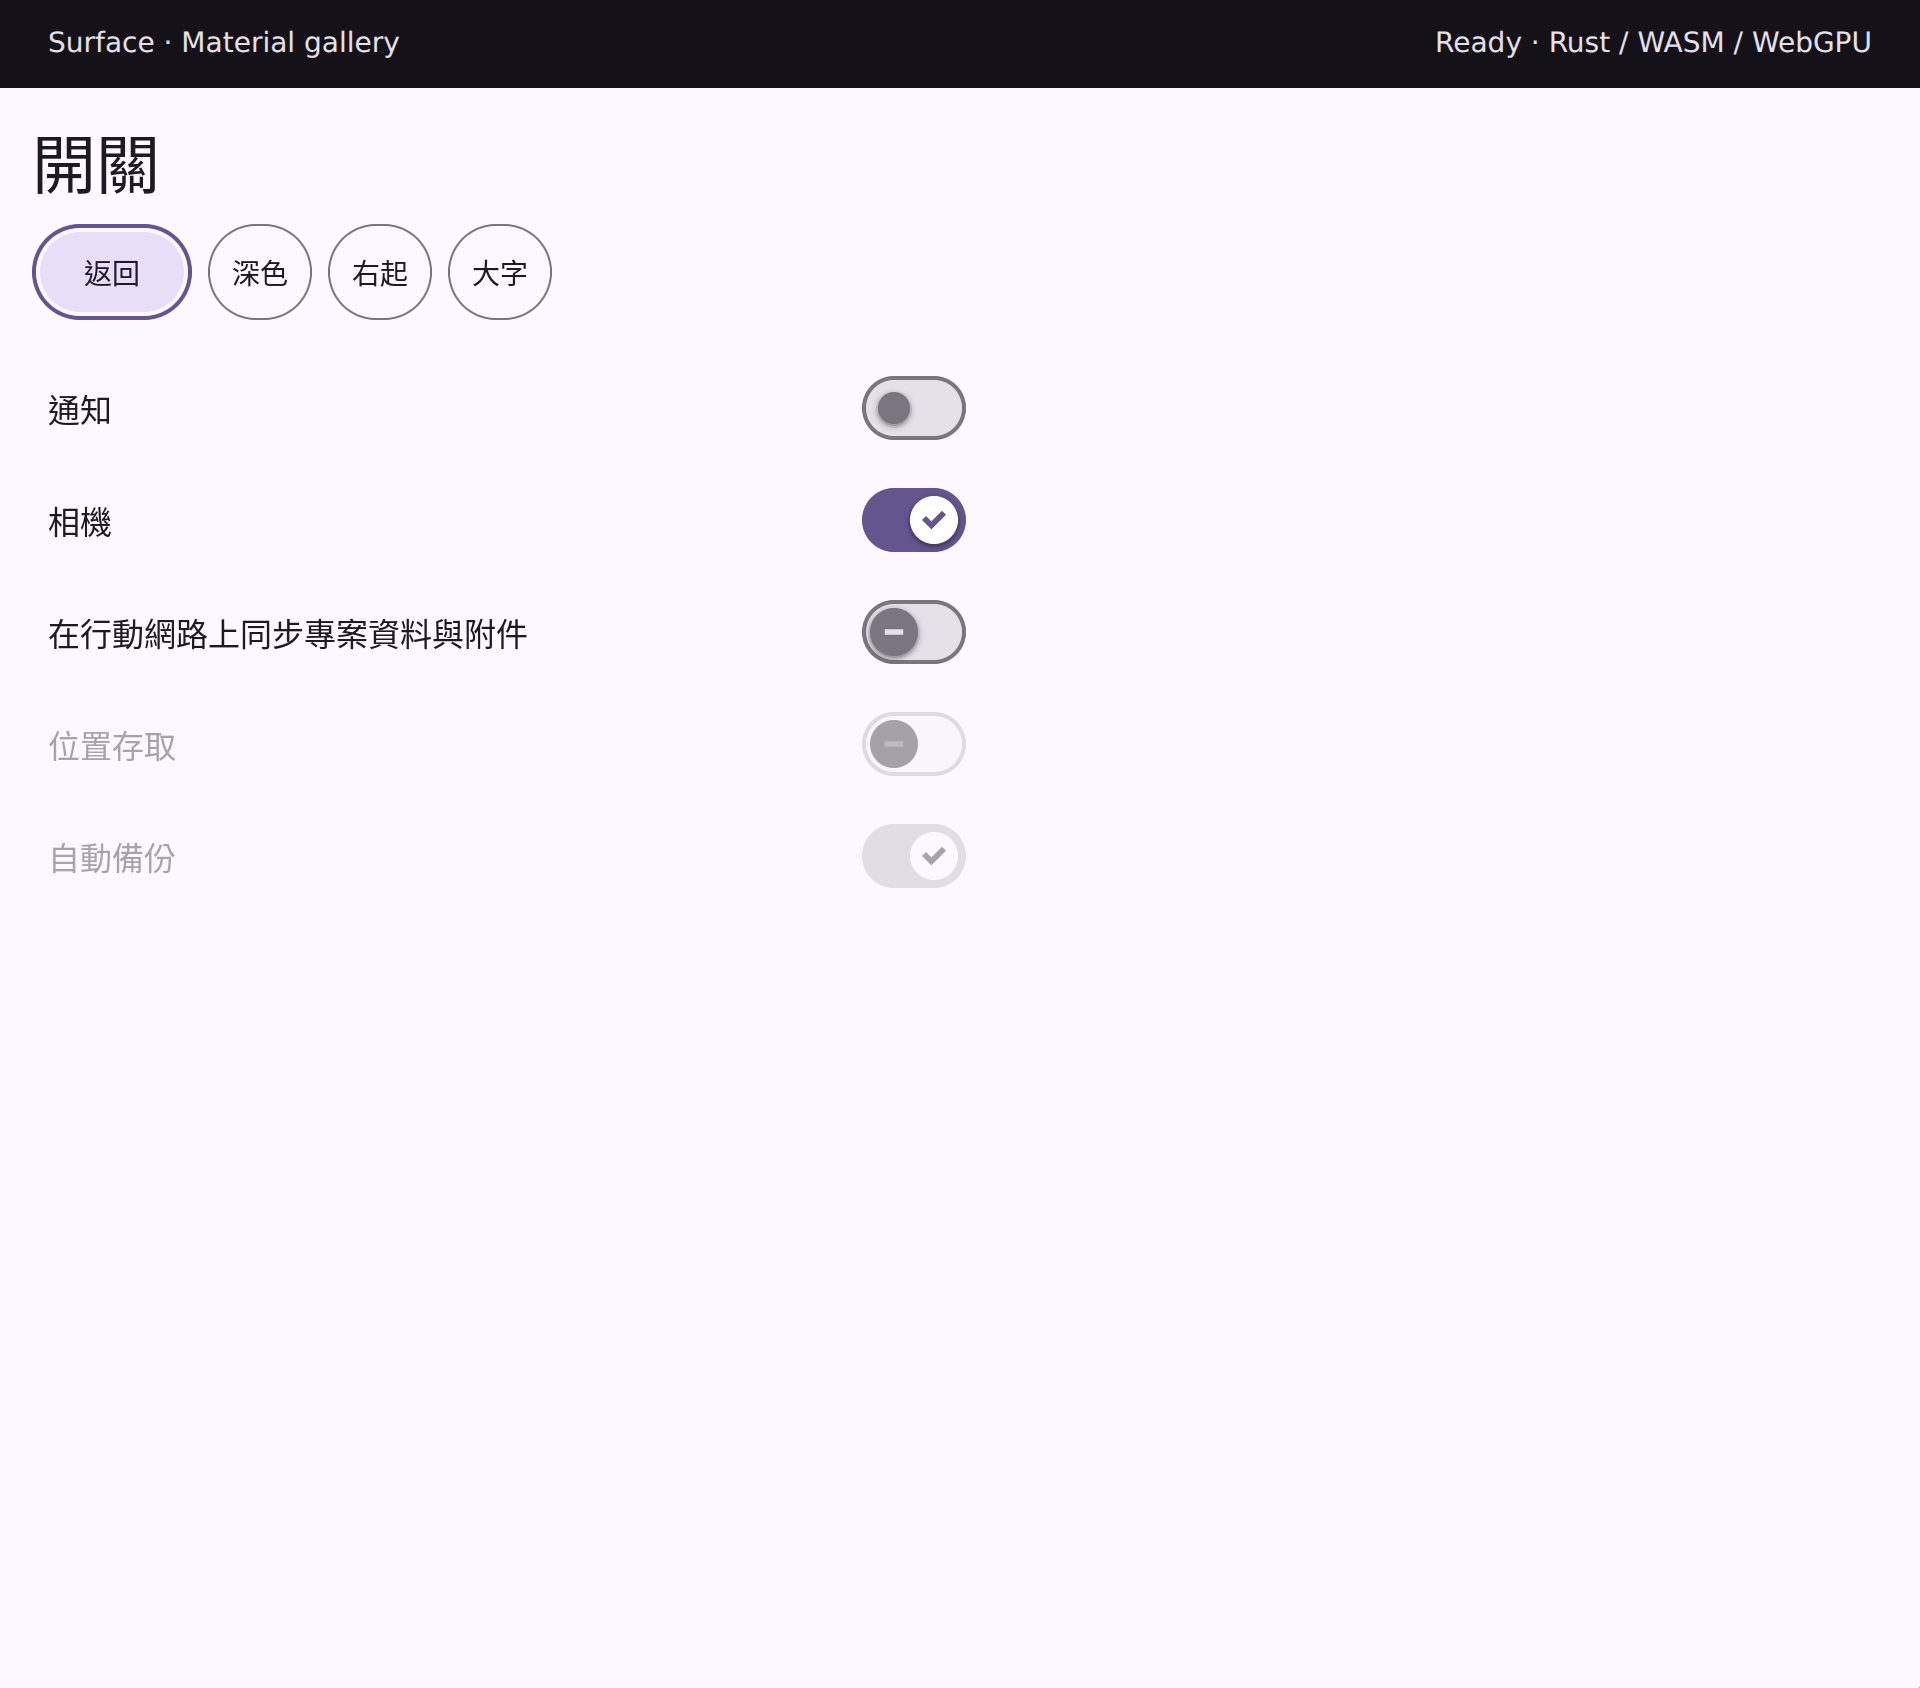 Surface · Material gallery
Ready · Rust / WASM / WebGPU
開關
返回 深色 右起 大字
通知
相機
在行動網路上同步專案資料與附件
位置存取
自動備份